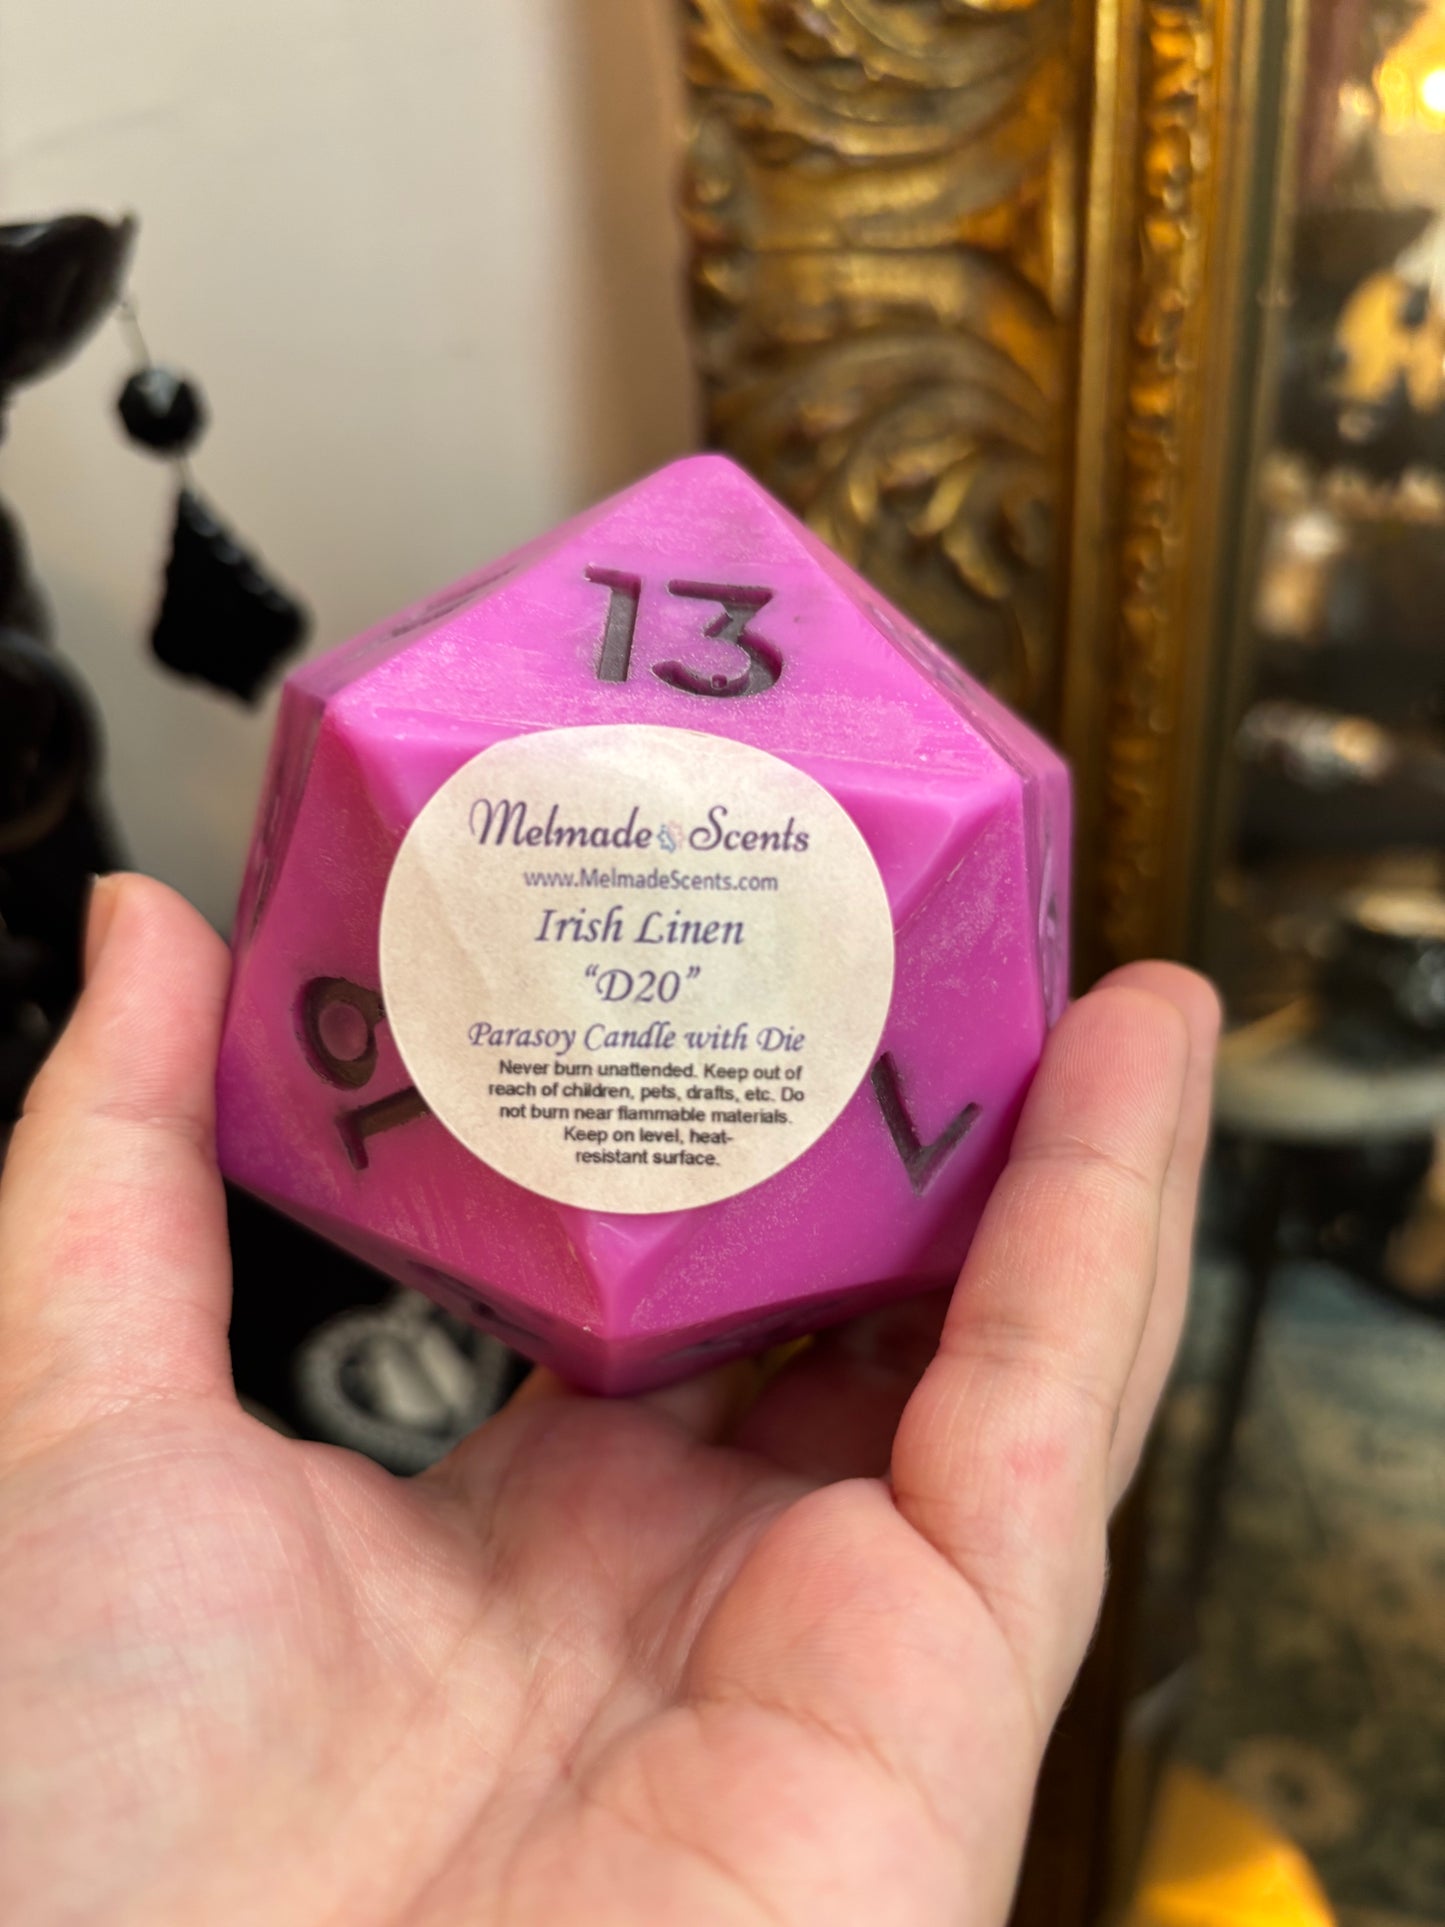 13
Melmade Scents
www.MelmadeScents.com
Irish Linen
"D20"
Parasoy Candle with Die
Never burn unattended. Keep out of
reach of children, pets, drafts, etc. Do
not burn near flammable materials.
Keep on level, heat-
resistant surface.
7